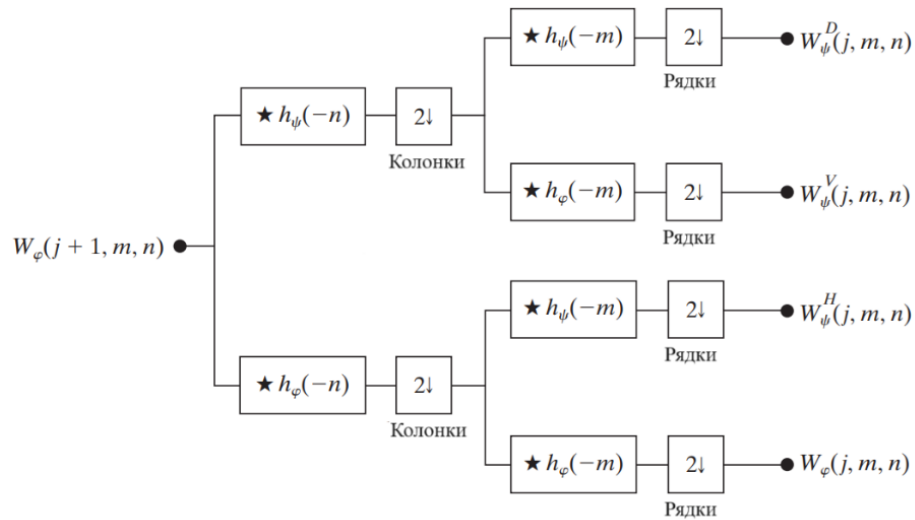 ★ h_ψ(−m)
2↓
W_ψ^D(j, m, n)
Рядки
★ h_ψ(−n)
2↓
Колонки
★ h_φ(−m)
2↓
W_ψ^V(j, m, n)
Рядки
W_φ(j + 1, m, n)
★ h_ψ(−m)
2↓
W_ψ^H(j, m, n)
Рядки
★ h_φ(−n)
2↓
Колонки
★ h_φ(−m)
2↓
W_φ(j, m, n)
Рядки